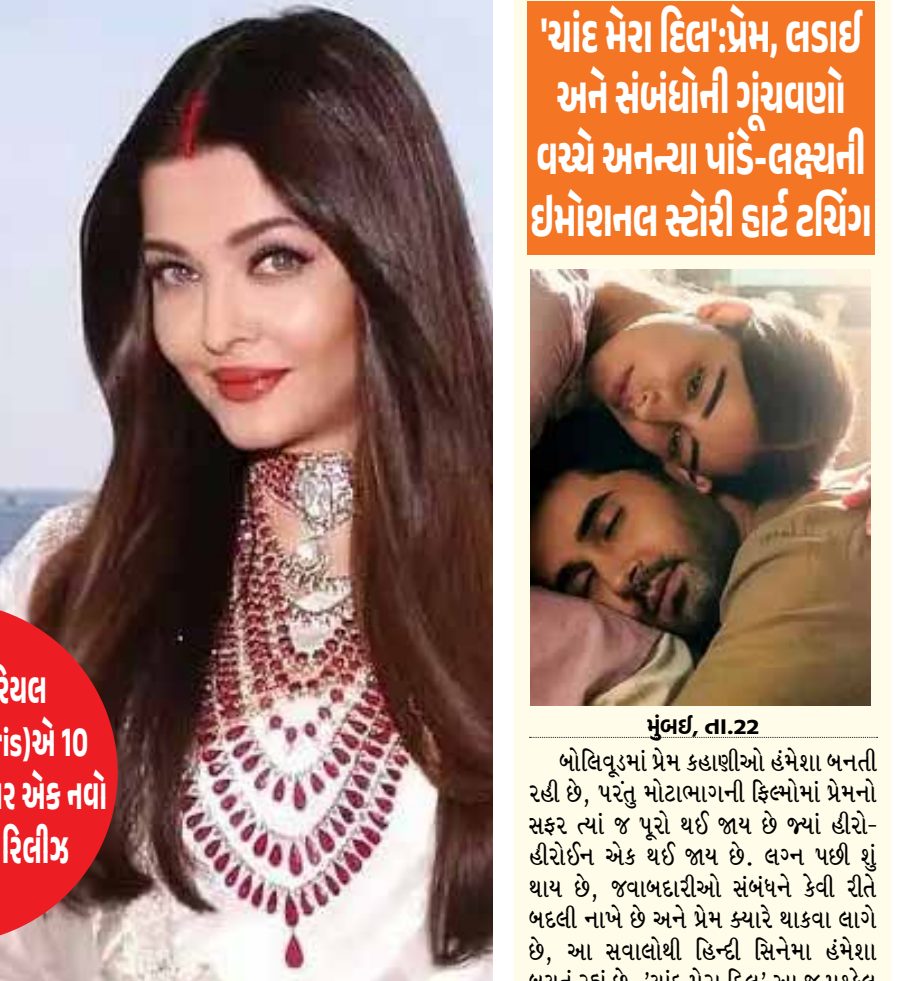 રિયલ
એ 10
ર એક નવો
રિલીઝ
'ચાંદ મેરા દિલ':પ્રેમ, લડાઈ
અને સંબંધોની ગૂંચવણો
વચ્ચે અનન્યા પાંડે-લક્ષ્યની
ઇમોશનલ સ્ટોરી હાર્ટ ટચિંગ
મુંબઈ, તા.22
બોલિવૂડમાં પ્રેમ કહાણીઓ હંમેશા બનતી
રહી છે, પરંતુ મોટાભાગની ફિલ્મોમાં પ્રેમનો
સફર ત્યાં જ પૂરો થઈ જાય છે જ્યાં હીરો-
હીરોઈન એક થઈ જાય છે. લગ્ન પછી શું
થાય છે, જવાબદારીઓ સંબંધને કેવી રીતે
બદલી નાખે છે અને પ્રેમ ક્યારે થાકવા લાગે
છે, આ સવાલોથી હિન્દી સિનેમા હંમેશા